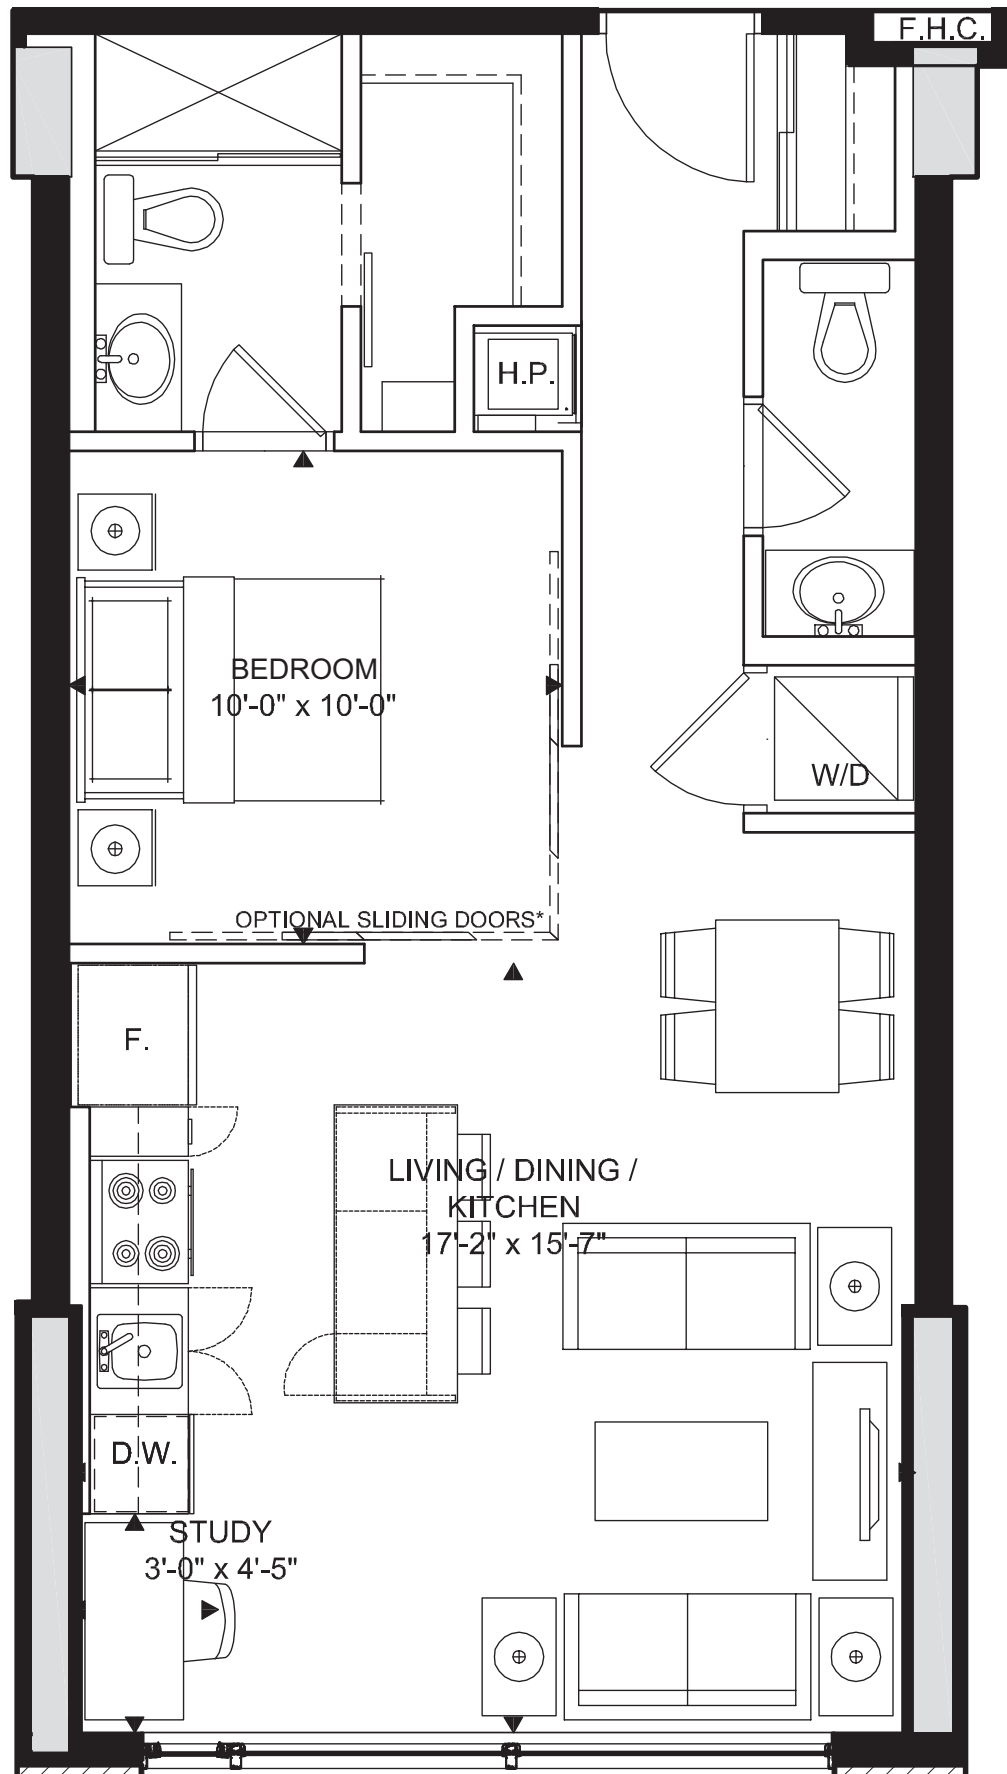 F.H.C.
H.P.
BEDROOM
10'-0" x 10'-0"
W/D
OPTIONAL SLIDING DOORS*
F.
LIVING / DINING /
KITCHEN
17'-2" x 15'-7"
D.W.
STUDY
3'-0" x 4'-5"